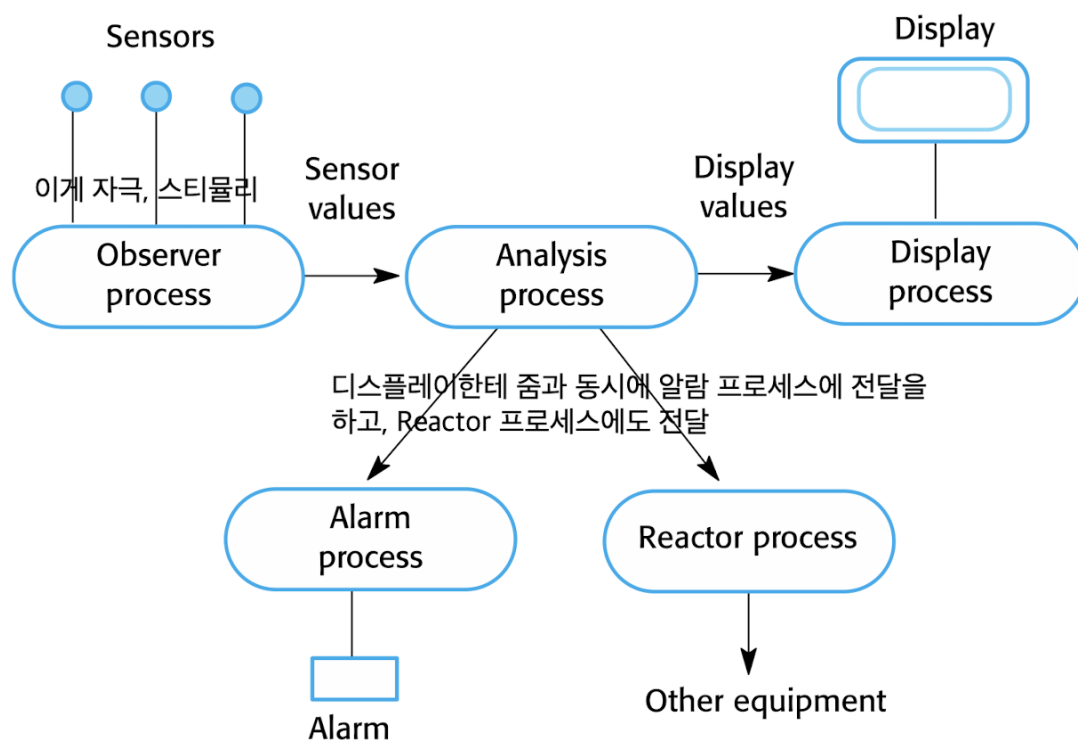 Sensors
Display
이게 자극, 스티뮬리
Sensor
values
Display
values
Observer
process
Analysis
process
Display
process
디스플레이한테 줌과 동시에 알람 프로세스에 전달을
하고, Reactor 프로세스에도 전달
Alarm
process
Reactor process
Other equipment
Alarm